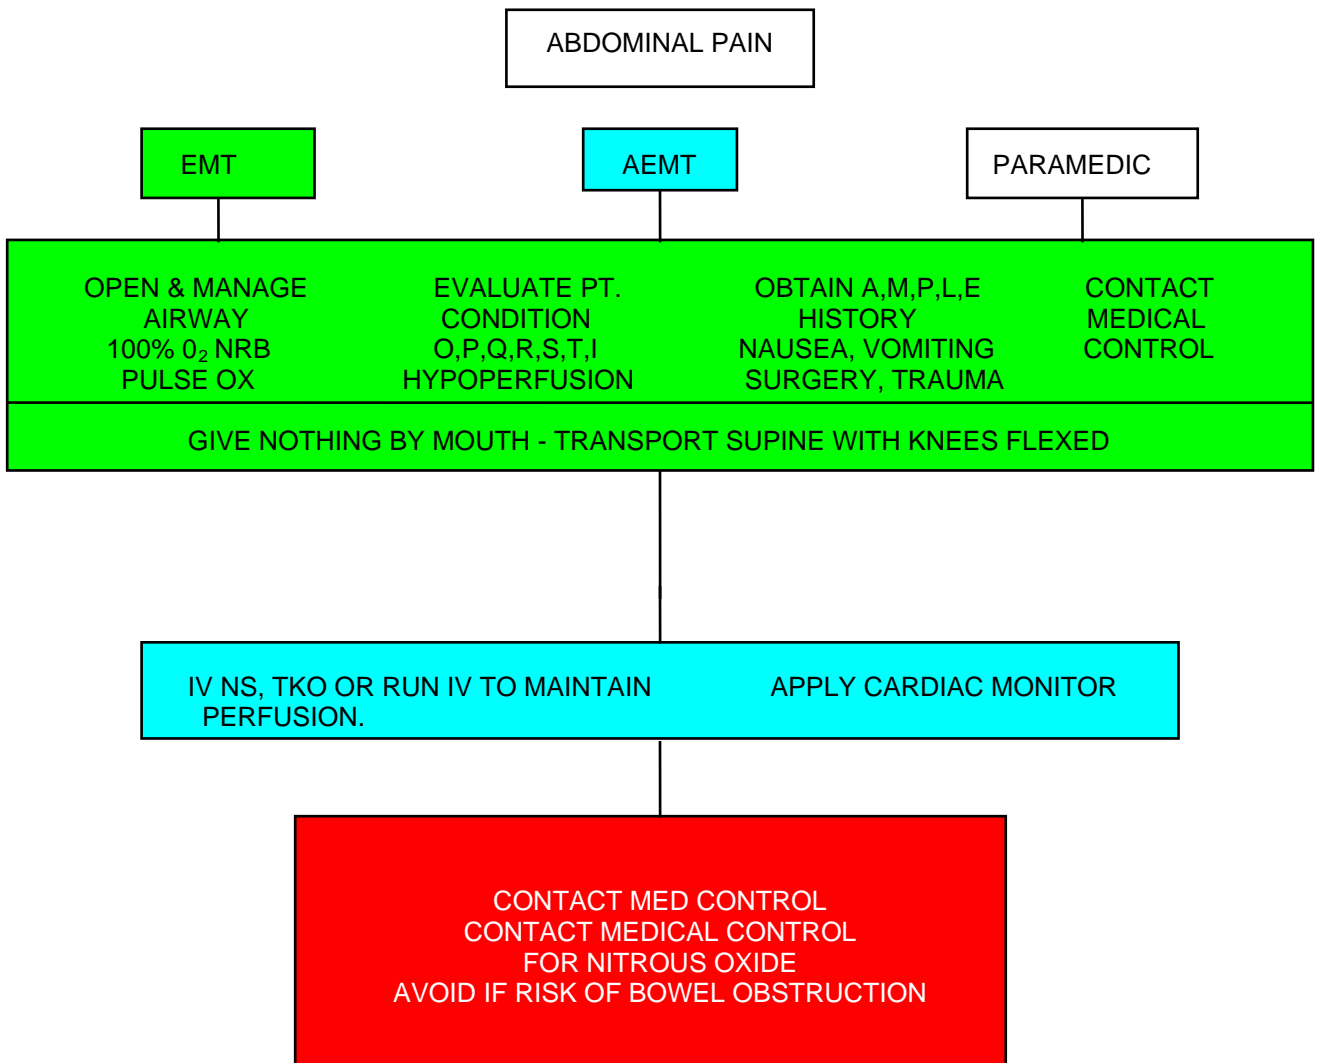 ABDOMINAL PAIN
EMT
AEMT
PARAMEDIC
OPEN & MANAGE
AIRWAY
100% 0₂ NRB
PULSE OX
EVALUATE PT.
CONDITION
O,P,Q,R,S,T,I
HYPOPERFUSION
OBTAIN A,M,P,L,E
HISTORY
NAUSEA, VOMITING
SURGERY, TRAUMA
CONTACT
MEDICAL
CONTROL
GIVE NOTHING BY MOUTH - TRANSPORT SUPINE WITH KNEES FLEXED
IV NS, TKO OR RUN IV TO MAINTAIN
PERFUSION.
APPLY CARDIAC MONITOR
CONTACT MED CONTROL
CONTACT MEDICAL CONTROL
FOR NITROUS OXIDE
AVOID IF RISK OF BOWEL OBSTRUCTION